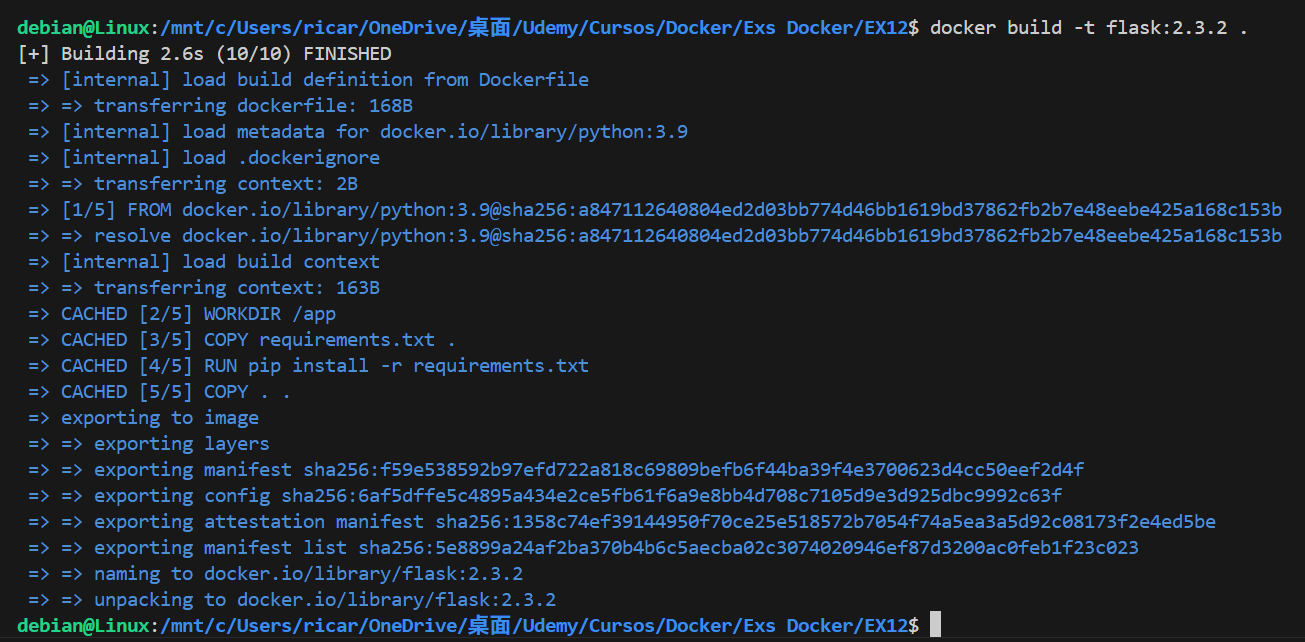 debian@Linux:/mnt/c/Users/ricar/OneDrive/桌面/Udemy/Cursos/Docker/Exs Docker/EX12$ docker build -t flask:2.3.2 .
[+] Building 2.6s (10/10) FINISHED
=> [internal] load build definition from Dockerfile
=> => transferring dockerfile: 168B
=> [internal] load metadata for docker.io/library/python:3.9
=> [internal] load .dockerignore
=> => transferring context: 2B
=> [1/5] FROM docker.io/library/python:3.9@sha256:a847112640804ed2d03bb774d46bb1619bd37862fb2b7e48eebe425a168c153b
=> => resolve docker.io/library/python:3.9@sha256:a847112640804ed2d03bb774d46bb1619bd37862fb2b7e48eebe425a168c153b
=> [internal] load build context
=> => transferring context: 163B
=> CACHED [2/5] WORKDIR /app
=> CACHED [3/5] COPY requirements.txt .
=> CACHED [4/5] RUN pip install -r requirements.txt
=> CACHED [5/5] COPY . .
=> exporting to image
=> => exporting layers
=> => exporting manifest sha256:f59e538592b97efd722a818c69809befb6f44ba39f4e3700623d4cc50eef2d4f
=> => exporting config sha256:6af5dffe5c4895a434e2ce5fb61f6a9e8bb4d708c7105d9e3d925dbc9992c63f
=> => exporting attestation manifest sha256:1358c74ef39144950f70ce25e518572b7054f74a5ea3a5d92c08173f2e4ed5be
=> => exporting manifest list sha256:5e8899a24af2ba370b4b6c5aecba02c3074020946ef87d3200ac0feb1f23c023
=> => naming to docker.io/library/flask:2.3.2
=> => unpacking to docker.io/library/flask:2.3.2
debian@Linux:/mnt/c/Users/ricar/OneDrive/桌面/Udemy/Cursos/Docker/Exs Docker/EX12$